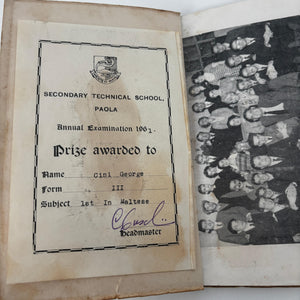 SECONDARY TECHNICAL SCHOOL,
PAOLA
Annual Examination 1961.
Prize awarded to
Name Cini George
Form III
Subject 1st In Maltese
Headmaster